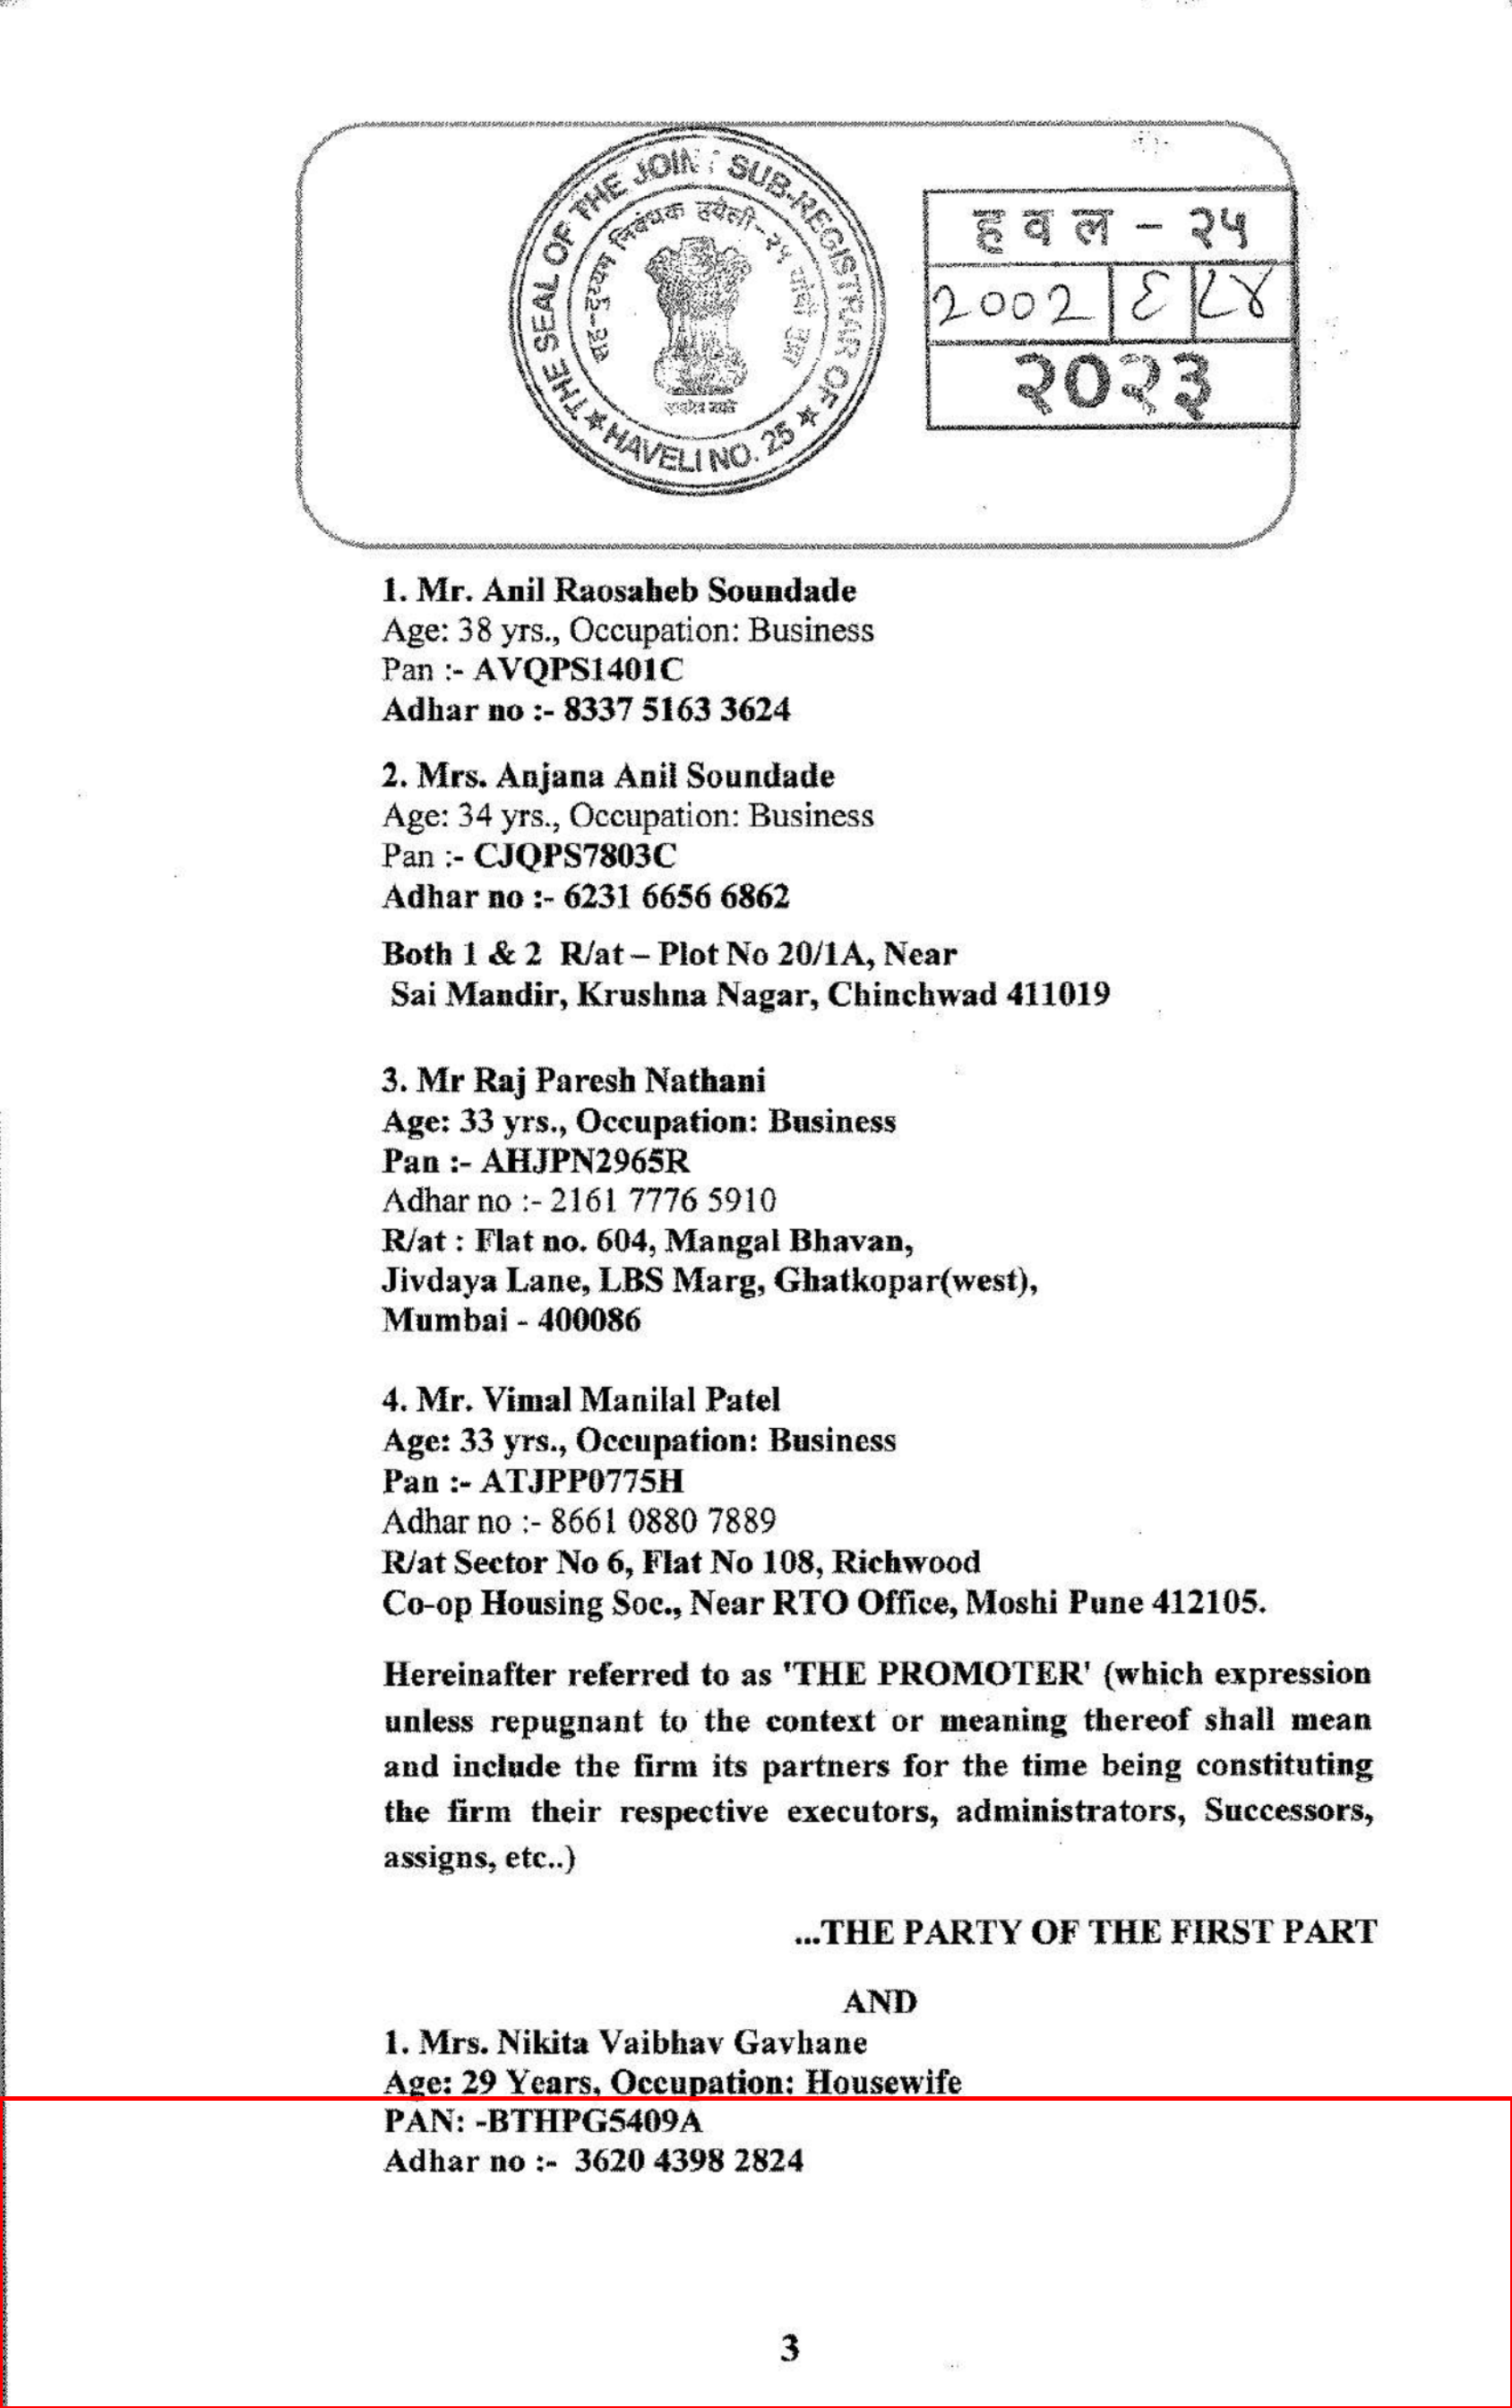 THE SEAL OF THE JOINT SUB-REGISTRAR OF
सह-दुय्यम निबंधक हवेली-२५
HAVELI NO. 25
हवल - २५
2002 | ६ | ८४
२०२३
1. Mr. Anil Raosaheb Soundade
Age: 38 yrs., Occupation: Business
Pan :- AVQPS1401C
Adhar no :- 8337 5163 3624
2. Mrs. Anjana Anil Soundade
Age: 34 yrs., Occupation: Business
Pan :- CJQPS7803C
Adhar no :- 6231 6656 6862
Both 1 & 2 R/at – Plot No 20/1A, Near
Sai Mandir, Krushna Nagar, Chinchwad 411019
3. Mr Raj Paresh Nathani
Age: 33 yrs., Occupation: Business
Pan :- AHJPN2965R
Adhar no :- 2161 7776 5910
R/at : Flat no. 604, Mangal Bhavan,
Jivdaya Lane, LBS Marg, Ghatkopar(west),
Mumbai - 400086
4. Mr. Vimal Manilal Patel
Age: 33 yrs., Occupation: Business
Pan :- ATJPP0775H
Adhar no :- 8661 0880 7889
R/at Sector No 6, Flat No 108, Richwood
Co-op Housing Soc., Near RTO Office, Moshi Pune 412105.
Hereinafter referred to as 'THE PROMOTER' (which expression
unless repugnant to the context or meaning thereof shall mean
and include the firm its partners for the time being constituting
the firm their respective executors, administrators, Successors,
assigns, etc..)
...THE PARTY OF THE FIRST PART
AND
1. Mrs. Nikita Vaibhav Gavhane
Age: 29 Years, Occupation: Housewife
PAN: -BTHPG5409A
Adhar no :- 3620 4398 2824
3